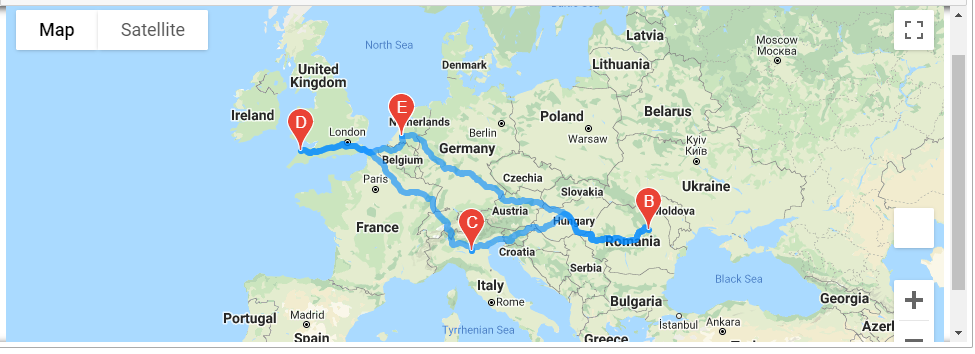 Map
Satellite
North Sea
Latvia
Moscow
Москва
Denmark
Lithuania
United
Kingdom
Ireland
London
Netherlands
Berlin
Poland
Warsaw
Belarus
Germany
Belgium
Kyiv
Київ
Paris
Czechia
Slovakia
Ukraine
Austria
Hungary
Moldova
France
Romania
Croatia
Serbia
Italy
Rome
Black Sea
Bulgaria
Georgia
Portugal
Madrid
Spain
Tyrrhenian Sea
İstanbul
Ankara
Greece
D
E
C
B